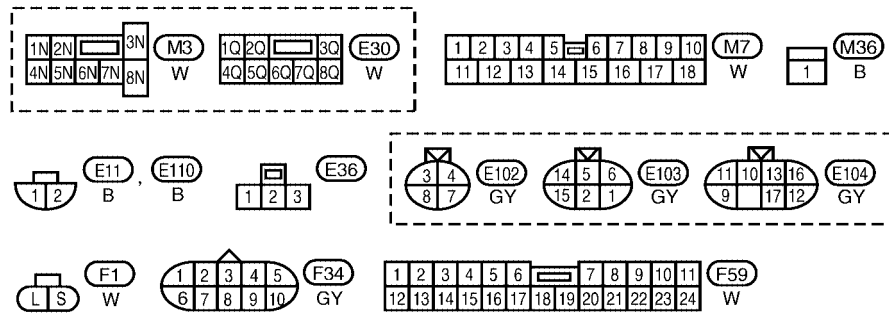 1N 2N 3N M3 1Q 2Q 3Q E30 1 2 3 4 5 6 7 8 9 10 M7 M36
4N 5N 6N 7N 8N W 4Q 5Q 6Q 7Q 8Q W 11 12 13 14 15 16 17 18 W 1 B
1 2 E11 , E110 1 2 3 E36 3 4 E102 14 5 6 E103 11 10 13 16 E104
B B 8 7 GY 15 2 1 GY 9 17 12 GY
L S F1 1 2 3 4 5 F34 1 2 3 4 5 6 7 8 9 10 11 F59
W 6 7 8 9 10 GY 12 13 14 15 16 17 18 19 20 21 22 23 24 W